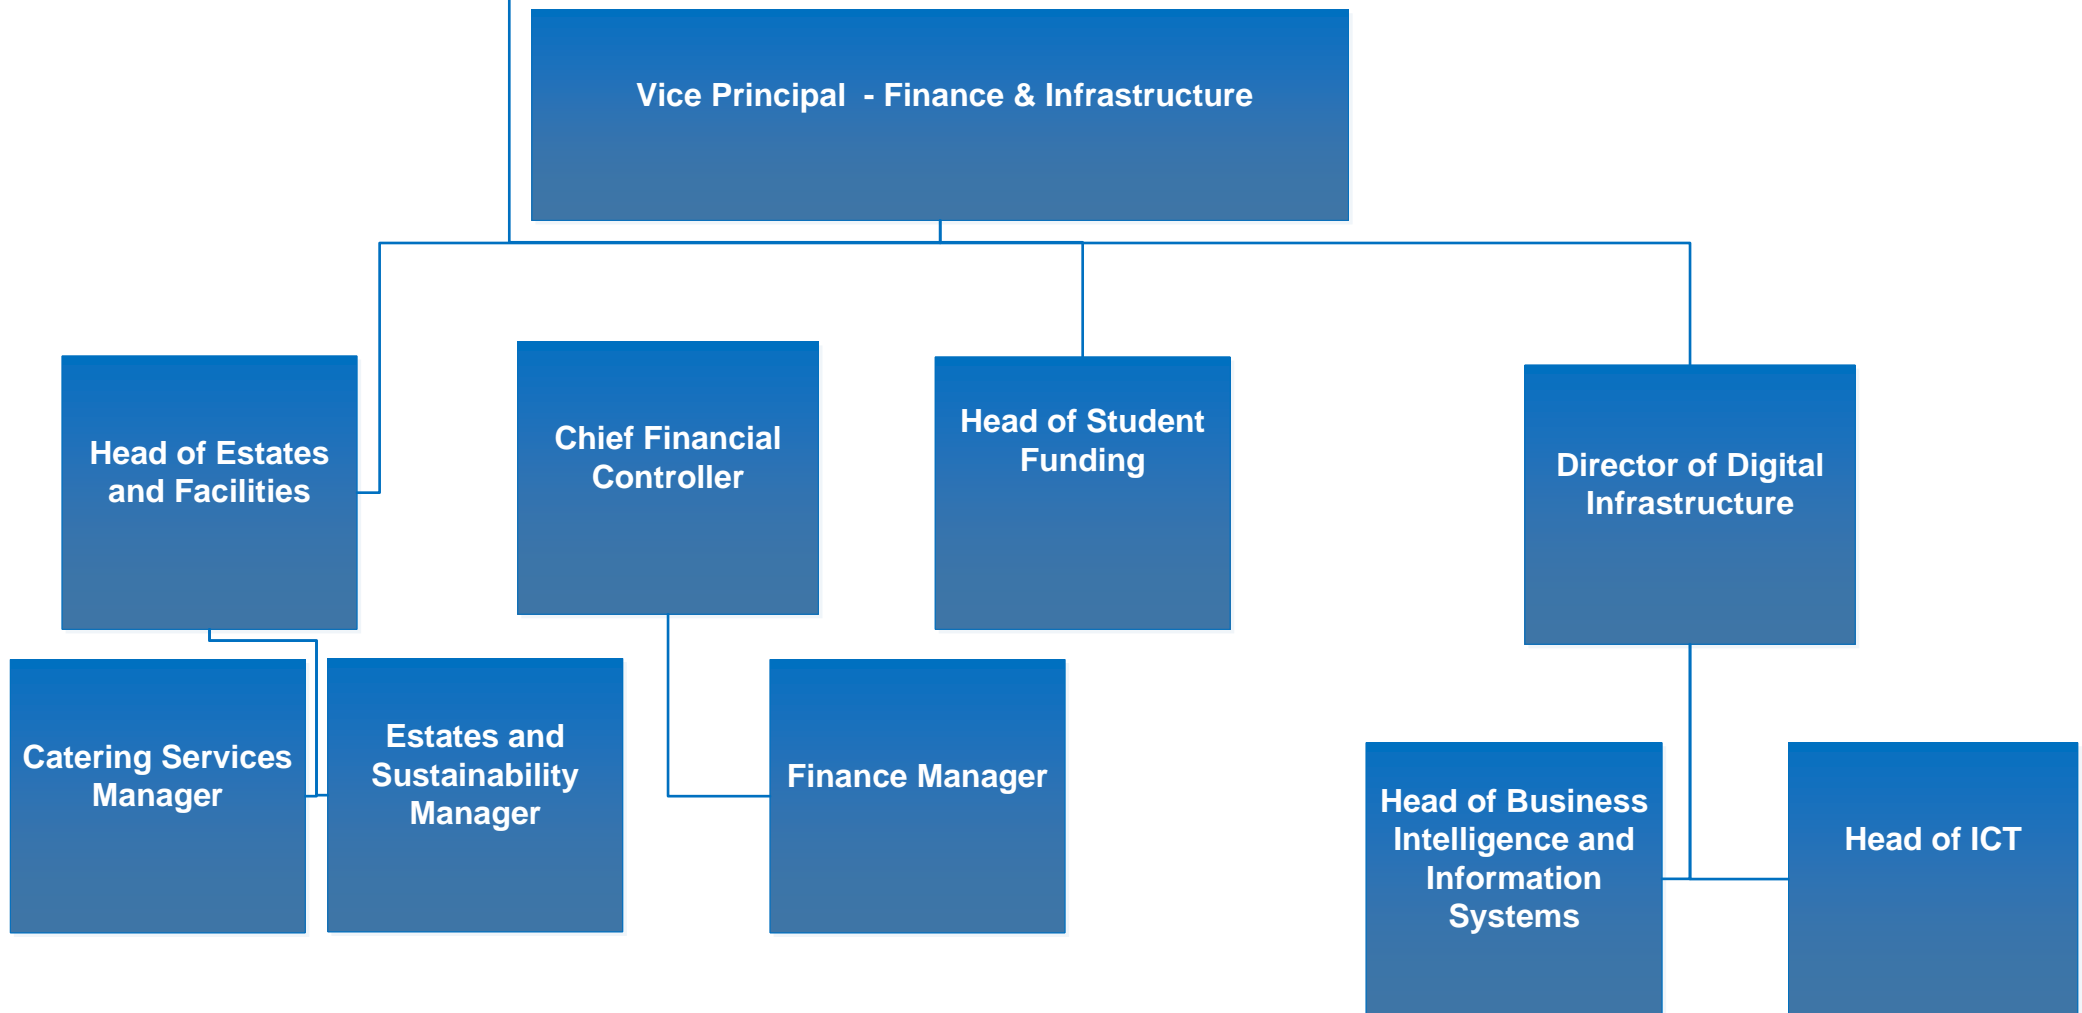 Vice Principal  - Finance & Infrastructure
Head of Estates
and Facilities
Chief Financial
Controller
Head of Student
Funding
Director of Digital
Infrastructure
Catering Services
Manager
Estates and
Sustainability
Manager
Finance Manager
Head of Business
Intelligence and
Information
Systems
Head of ICT